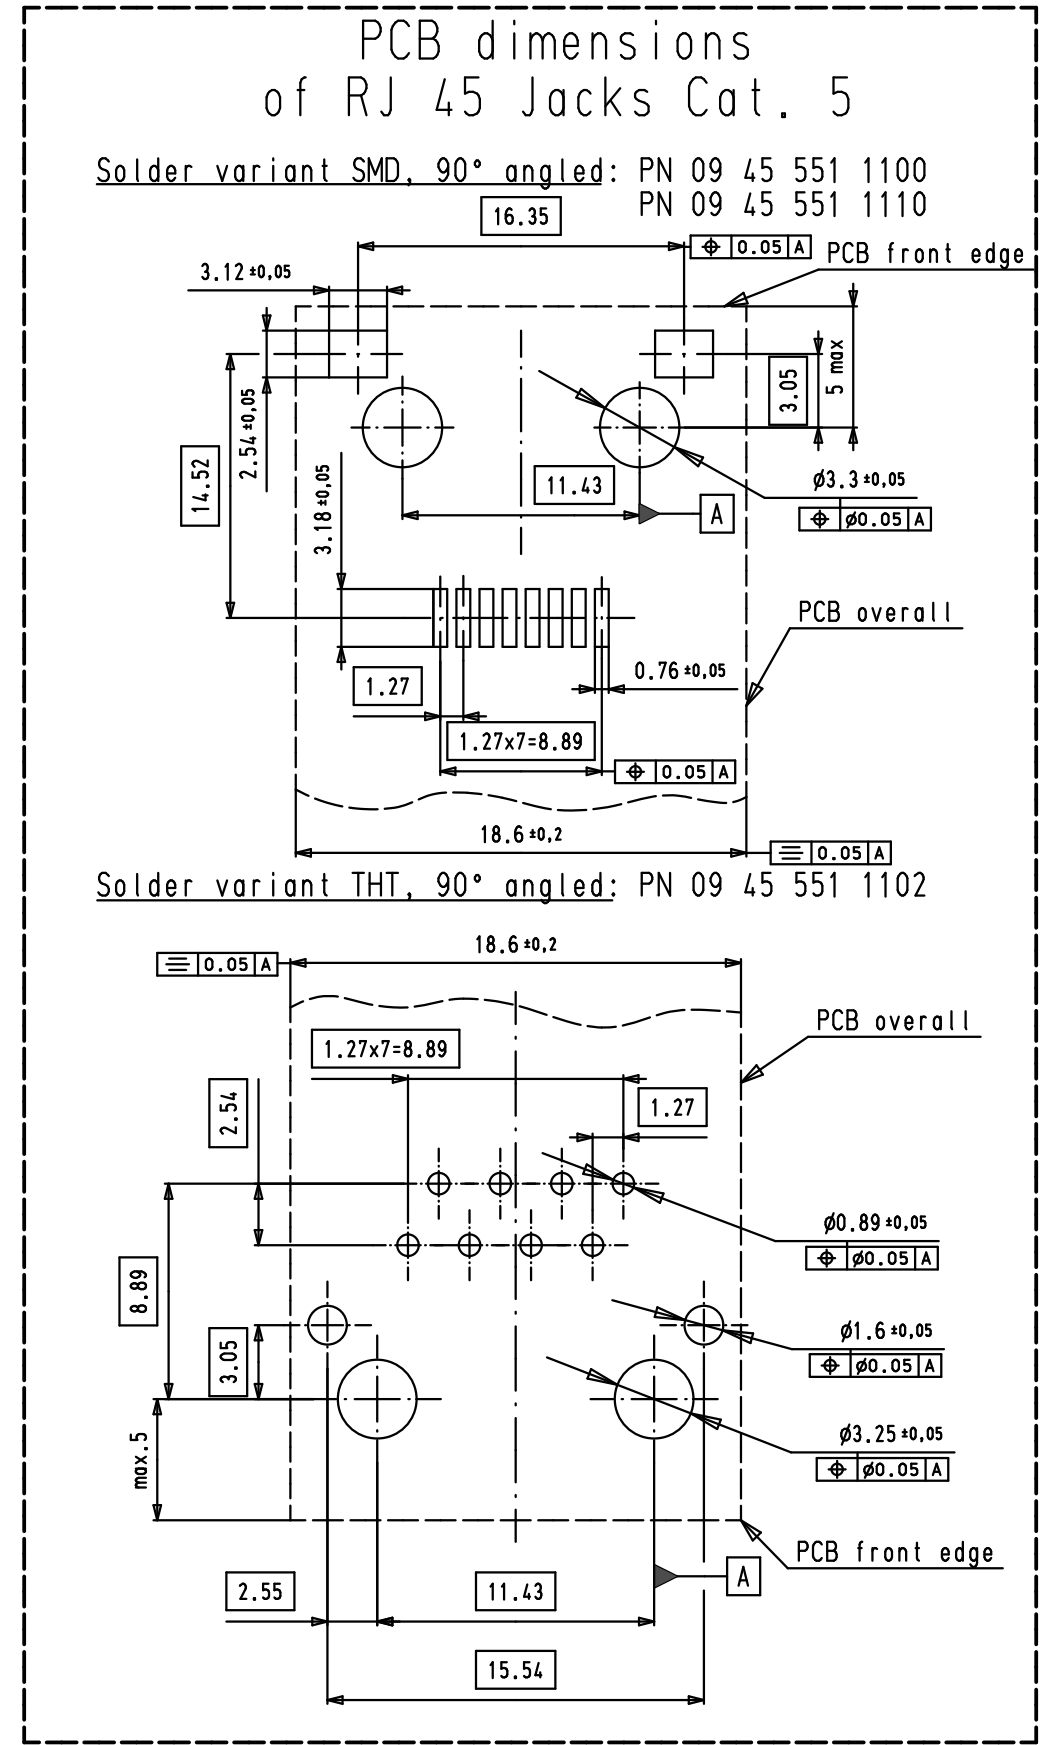 PCB dimensions
of RJ 45 Jacks Cat. 5
Solder variant SMD, 90° angled: PN 09 45 551 1100
PN 09 45 551 1110
16.35
⌖ 0.05 A
PCB front edge
3.12 ±0,05
2.54 ±0,05
14.52
3.18 ±0,05
3.05
5 max
11.43
A
ø3.3 ±0,05
⌖ ø0.05 A
PCB overall
0.76 ±0,05
1.27
1.27x7=8.89
⌖ 0.05 A
18.6 ±0,2
⌯ 0.05 A
Solder variant THT, 90° angled: PN 09 45 551 1102
18.6 ±0,2
⌯ 0.05 A
PCB overall
1.27x7=8.89
2.54
1.27
ø0.89 ±0,05
⌖ ø0.05 A
8.89
3.05
ø1.6 ±0,05
⌖ ø0.05 A
max.5
ø3.25 ±0,05
⌖ ø0.05 A
PCB front edge
2.55
11.43
A
15.54